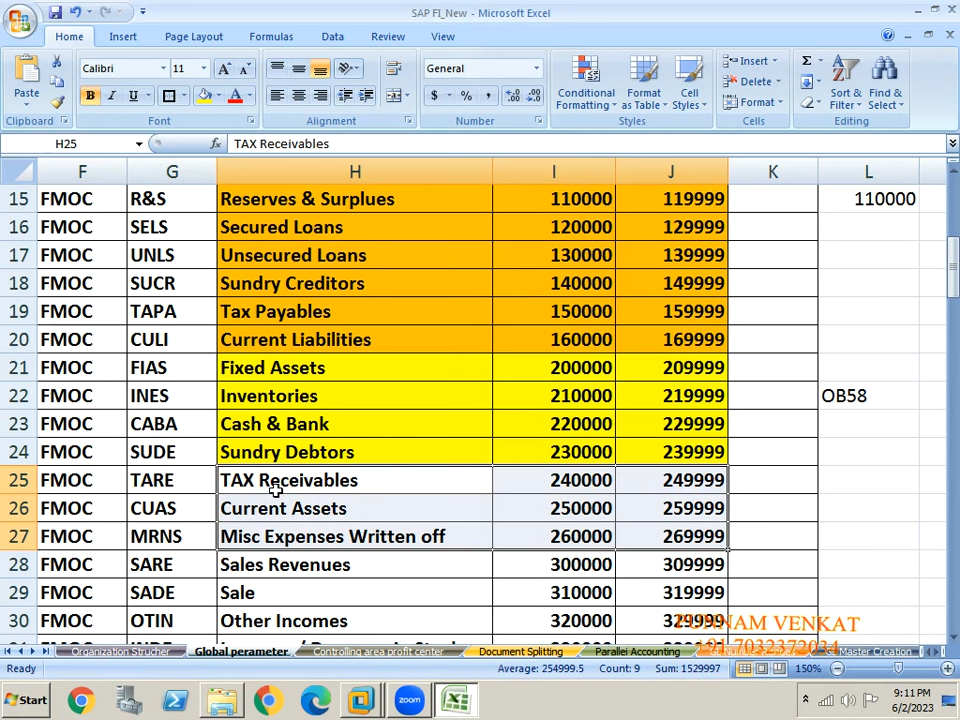 SAP FI_New - Microsoft Excel
Home Insert Page Layout Formulas Data Review View
Paste
Calibri 11 A A General Insert Σ
B I U A $ % , Conditional Formatting Format as Table Cell Styles Delete Format Sort & Filter Find & Select
Clipboard Font Alignment Number Styles Cells Editing
H25 fx TAX Receivables
F G H I J K L
15 FMOC R&S Reserves & Surplues 110000 119999 110000
16 FMOC SELS Secured Loans 120000 129999
17 FMOC UNLS Unsecured Loans 130000 139999
18 FMOC SUCR Sundry Creditors 140000 149999
19 FMOC TAPA Tax Payables 150000 159999
20 FMOC CULI Current Liabilities 160000 169999
21 FMOC FIAS Fixed Assets 200000 209999
22 FMOC INES Inventories 210000 219999 OB58
23 FMOC CABA Cash & Bank 220000 229999
24 FMOC SUDE Sundry Debtors 230000 239999
25 FMOC TARE TAX Receivables 240000 249999
26 FMOC CUAS Current Assets 250000 259999
27 FMOC MRNS Misc Expenses Written off 260000 269999
28 FMOC SARE Sales Revenues 300000 309999
29 FMOC SADE Sale 310000 319999
30 FMOC OTIN Other Incomes 320000 329999
PUNNAM VENKAT
+91 7032372034
Organization Strucher Global perameter Controlling area profit center Document Splitting Parallei Accounting Master Creation
Ready Average: 254999.5 Count: 9 Sum: 1529997 150%
Start zoom 9:11 PM
6/2/2023